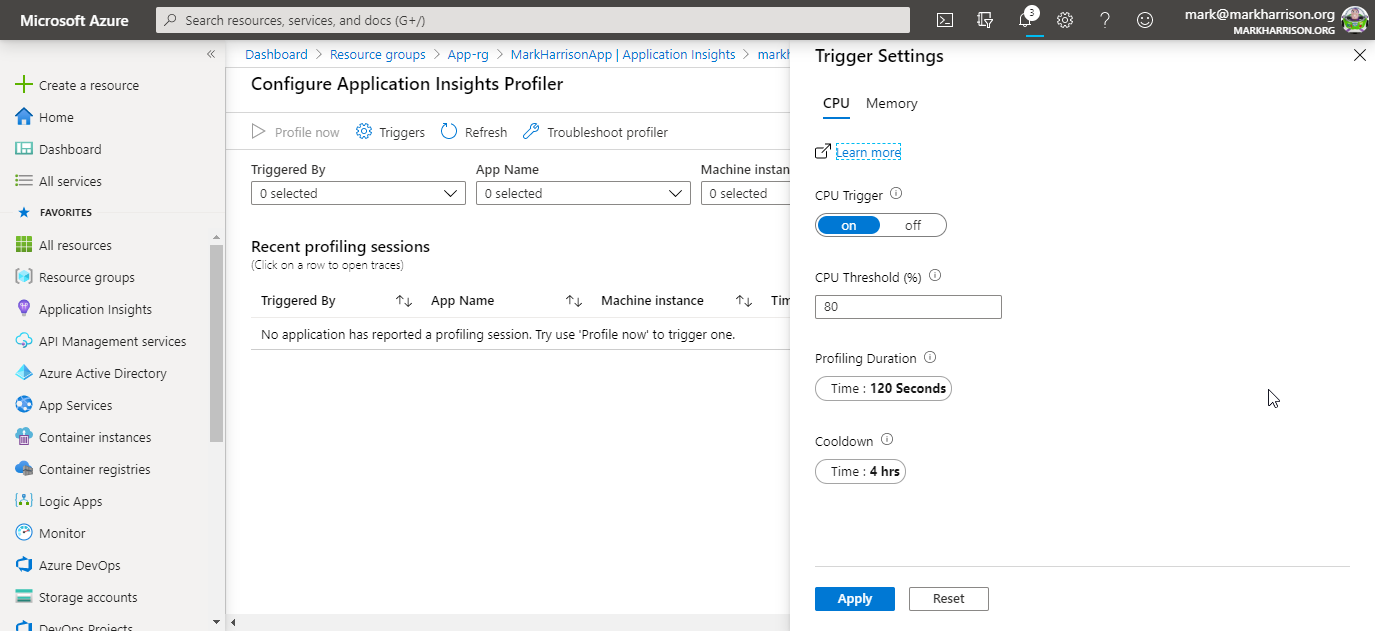 Microsoft Azure
Search resources, services, and docs (G+/)
3
mark@markharrison.org
MARKHARRISON.ORG
«
Create a resource
Home
Dashboard
All services
FAVORITES
All resources
Resource groups
Application Insights
API Management services
Azure Active Directory
App Services
Container instances
Container registries
Logic Apps
Monitor
Azure DevOps
Storage accounts
DevOps Projects
Dashboard > Resource groups > App-rg > MarkHarrisonApp | Application Insights > markh
Configure Application Insights Profiler
Profile now Triggers Refresh Troubleshoot profiler
Triggered By App Name Machine instan
0 selected 0 selected 0 selected
Recent profiling sessions
(Click on a row to open traces)
Triggered By App Name Machine instance Tim
No application has reported a profiling session. Try use 'Profile now' to trigger one.
Trigger Settings
CPU Memory
Learn more
CPU Trigger
on off
CPU Threshold (%)
80
Profiling Duration
Time : 120 Seconds
Cooldown
Time : 4 hrs
Apply Reset